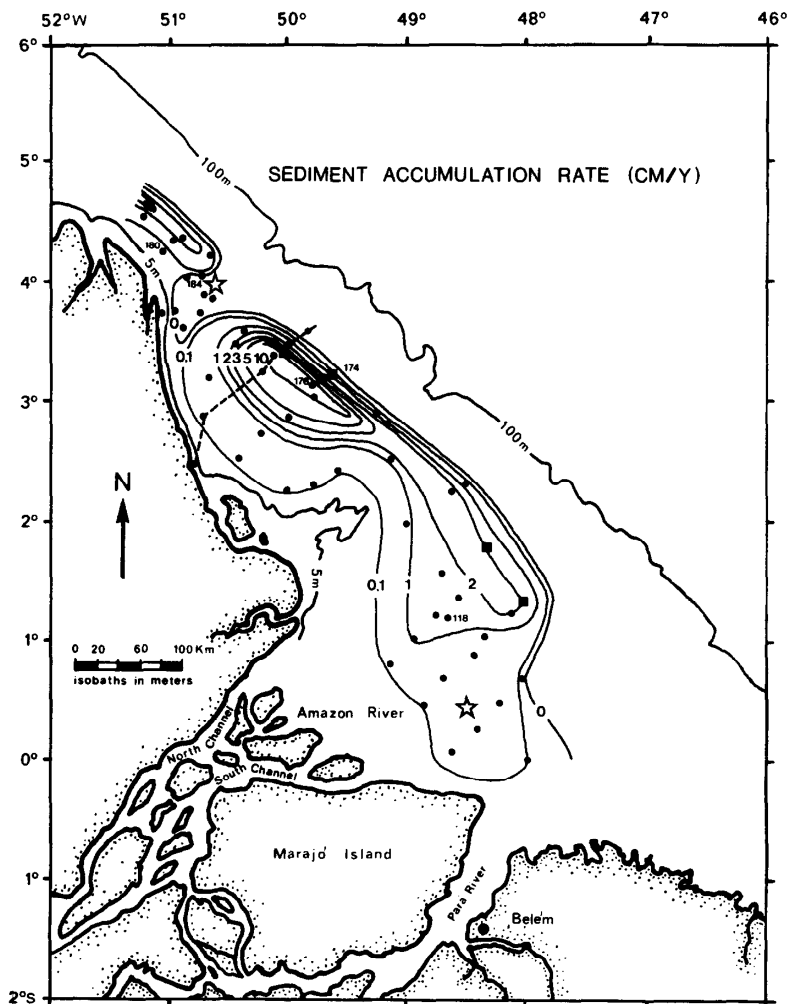 52°W 51° 50° 49° 48° 47° 46°
6°
100m
SEDIMENT ACCUMULATION RATE (CM/Y)
5°
180
5m
4°
184
0
0.1 1 2 3 5 10
174
176
3°
100m
N
2°
5m
0.1 1 2
118
1°
0 20 60 100 Km
isobaths in meters
0
Amazon River
North Channel
0°
South Channel
Marajó Island
1°
Para River
Belém
2°S